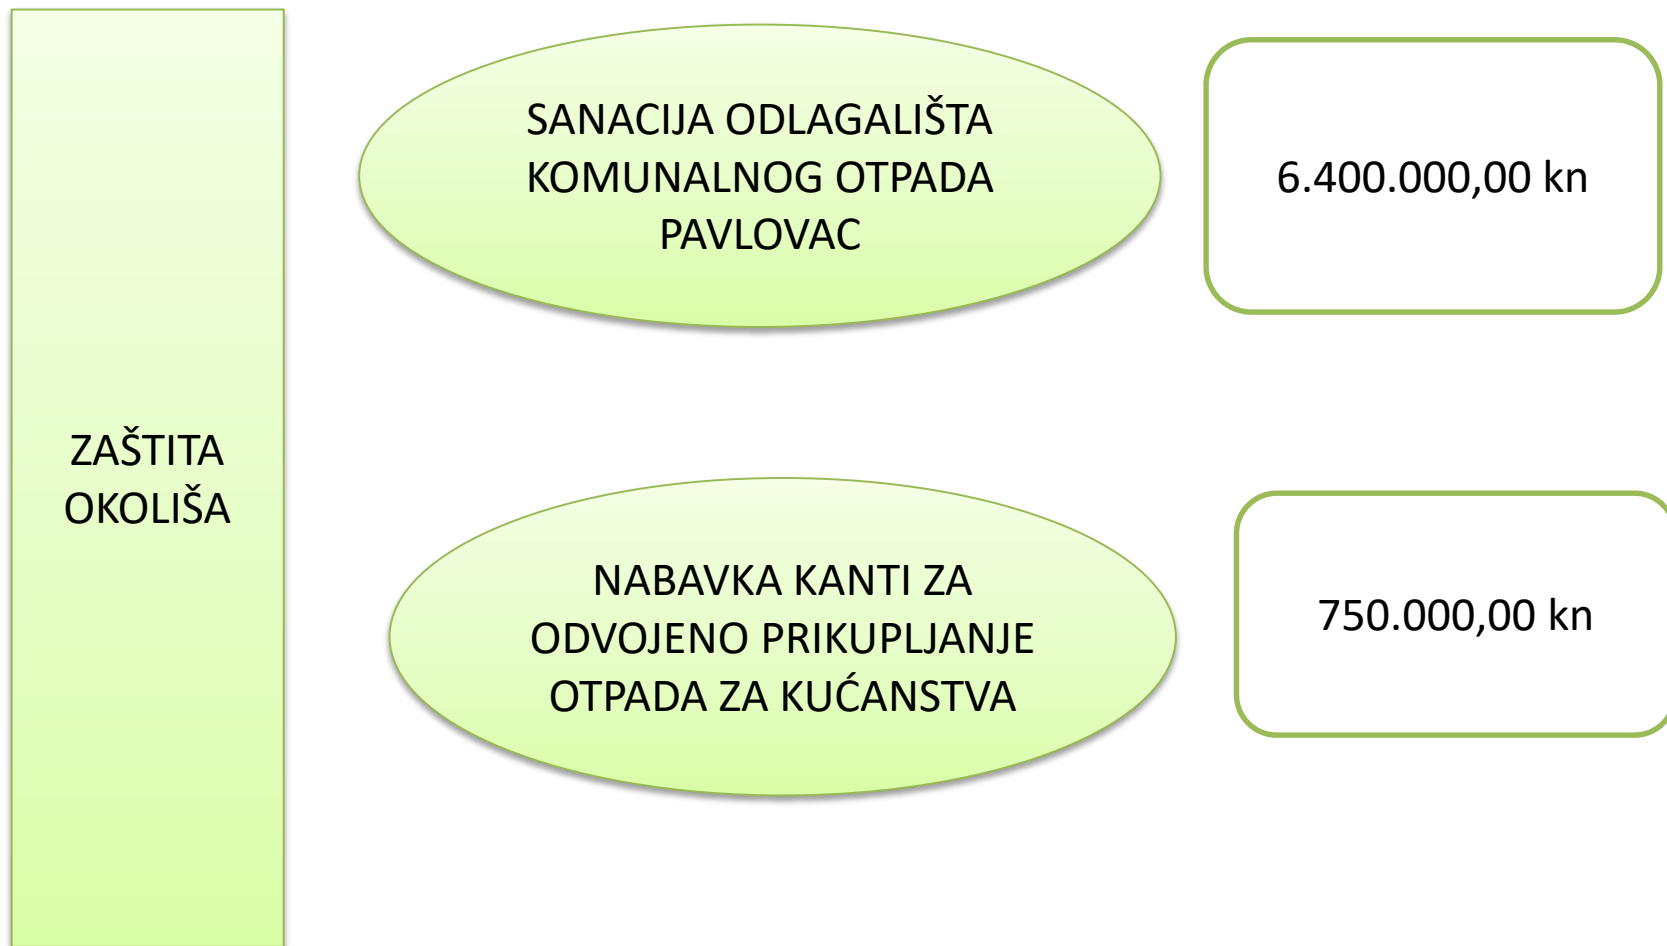 ZAŠTITA
OKOLIŠA
SANACIJA ODLAGALIŠTA
KOMUNALNOG OTPADA
PAVLOVAC
6.400.000,00 kn
NABAVKA KANTI ZA
ODVOJENO PRIKUPLJANJE
OTPADA ZA KUĆANSTVA
750.000,00 kn